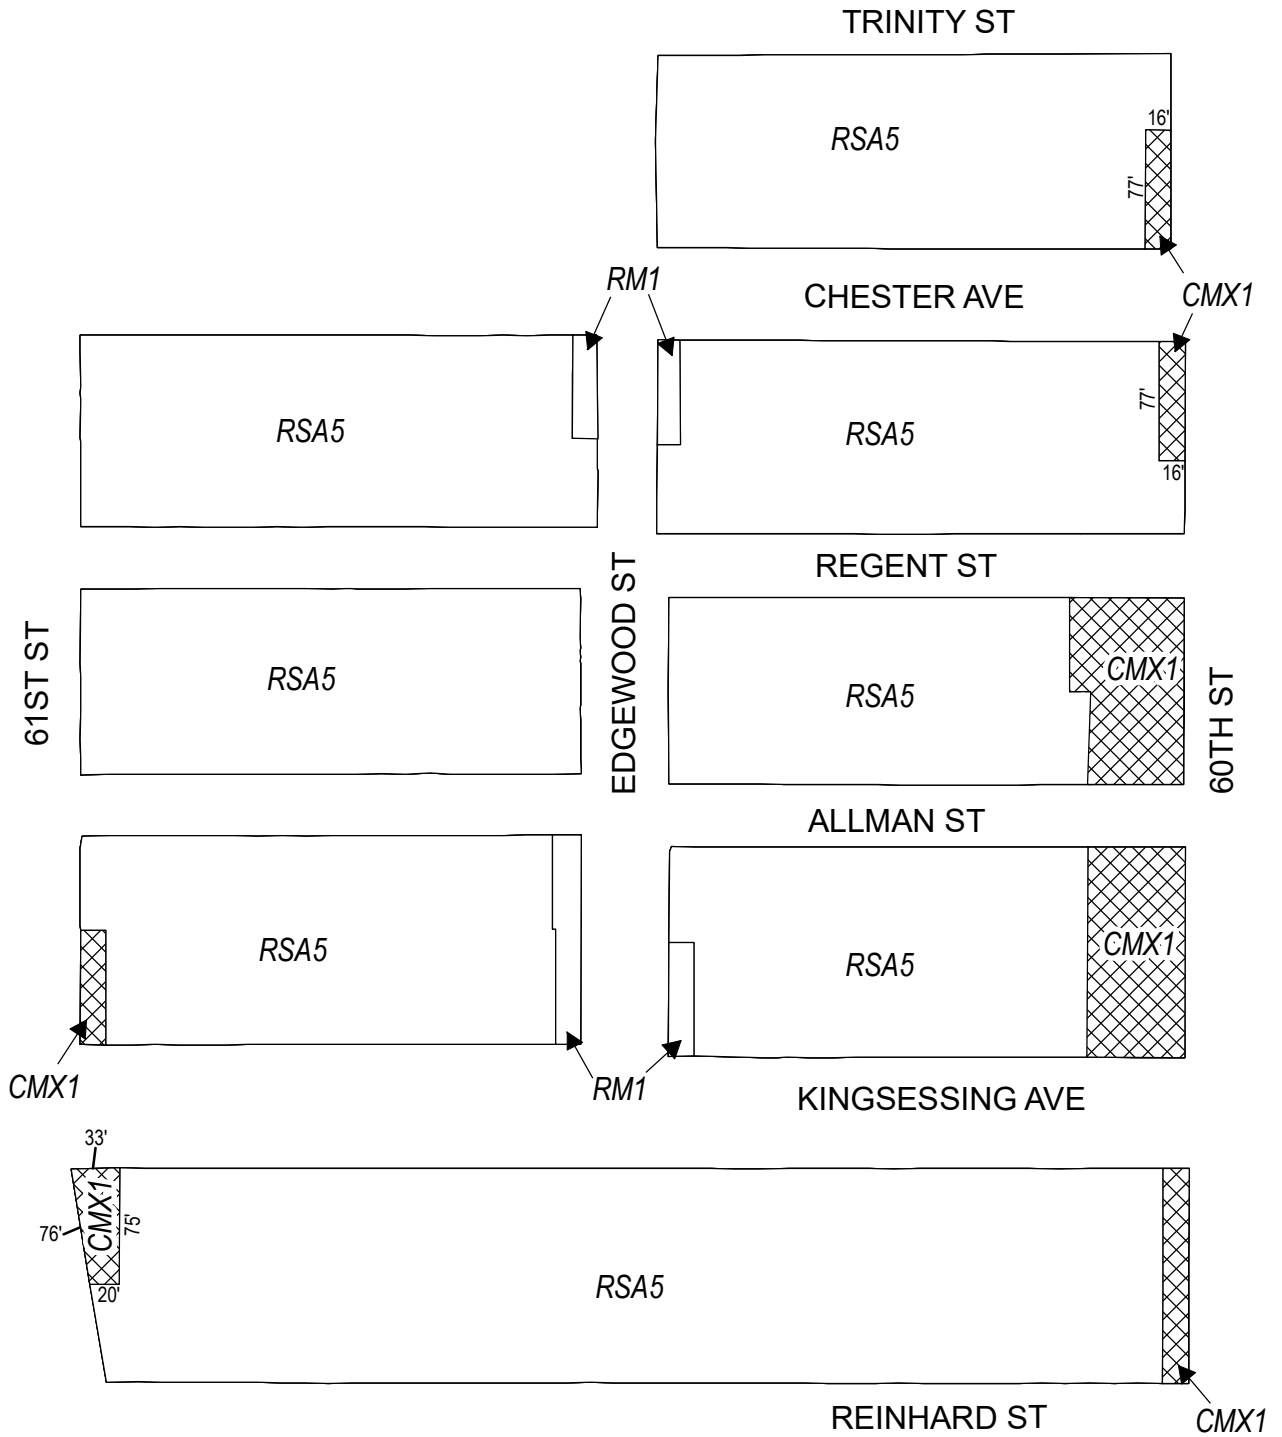 TRINITY ST
RSA5
16'
77'
RM1
CHESTER AVE
CMX1
RSA5
RSA5
77'
16'
REGENT ST
61ST ST
RSA5
EDGEWOOD ST
RSA5
CMX1
60TH ST
ALLMAN ST
RSA5
RSA5
CMX1
CMX1
RM1
KINGSESSING AVE
33'
CMX1
76'
75'
20'
RSA5
REINHARD ST
CMX1